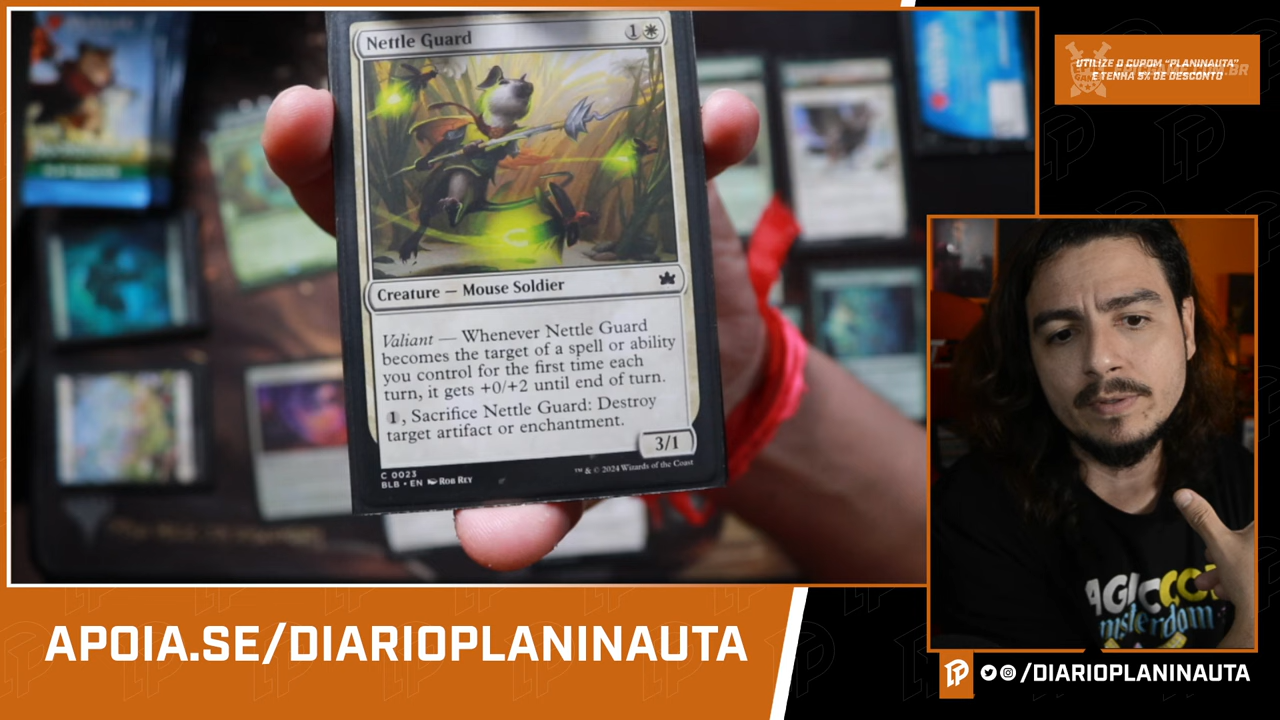 Nettle Guard
1
Creature — Mouse Soldier
Valiant — Whenever Nettle Guard
becomes the target of a spell or ability
you control for the first time each
turn, it gets +0/+2 until end of turn.
1, Sacrifice Nettle Guard: Destroy
target artifact or enchantment.
3/1
C 0023
BLB • EN Rob Rey
™ & © 2024 Wizards of the Coast
UTILIZE O CUPOM "PLANINAUTA"
E TENHA 5% DE DESCONTO
AGICCO
msterdom
APOIA.SE/DIARIOPLANINAUTA
/DIARIOPLANINAUTA